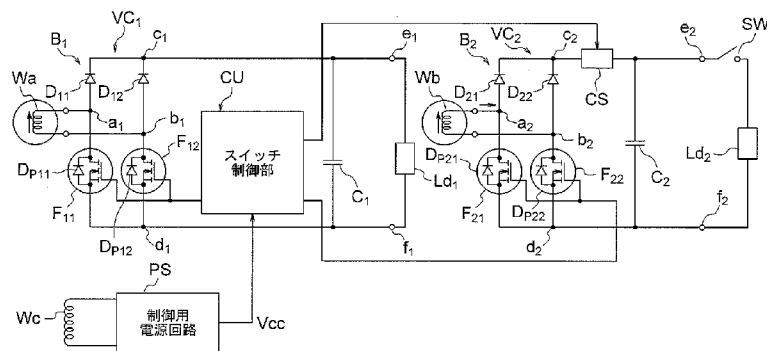 VC₁
B₁
c₁
e₁
D₁₁
D₁₂
Wa
a₁
b₁
CU
スイッチ
制御部
F₁₂
Dₚ₁₁
F₁₁
Dₚ₁₂
d₁
C₁
Ld₁
f₁
VC₂
B₂
c₂
e₂
SW
D₂₁
D₂₂
CS
Wb
a₂
b₂
Dₚ₂₁
F₂₁
F₂₂
Dₚ₂₂
d₂
C₂
Ld₂
f₂
PS
Wc
制御用
電源回路
Vcc